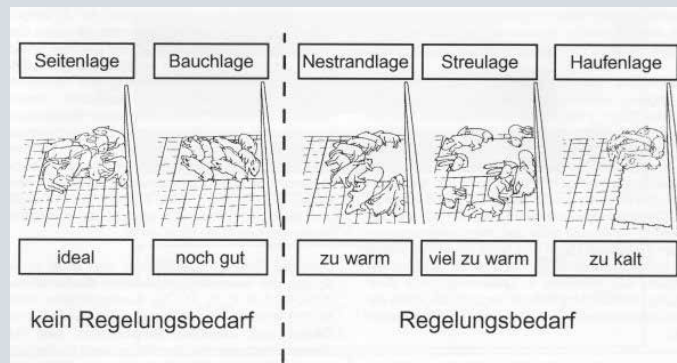 Seitenlage
Bauchlage
Nestrandlage
Streulage
Haufenlage
ideal
noch gut
zu warm
viel zu warm
zu kalt
kein Regelungsbedarf
Regelungsbedarf